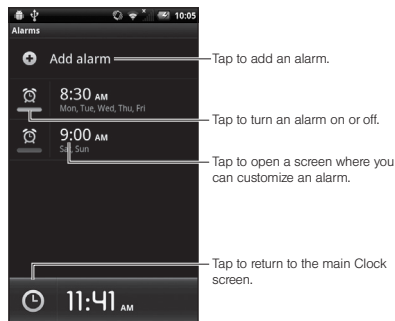 10:05
Alarms
Add alarm
Tap to add an alarm.
8:30 AM
Mon, Tue, Wed, Thu, Fri
Tap to turn an alarm on or off.
9:00 AM
Sat, Sun
Tap to open a screen where you
can customize an alarm.
Tap to return to the main Clock
screen.
11:41 AM